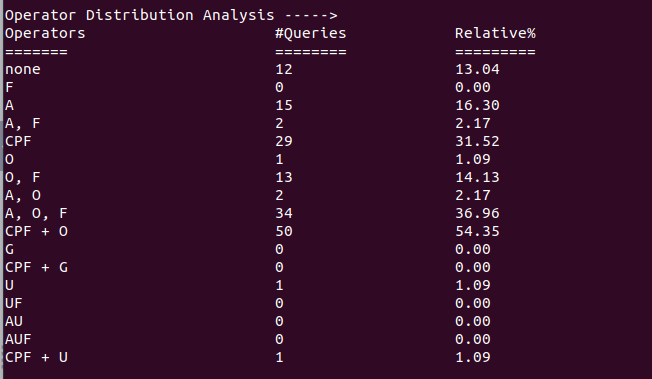 Operator Distribution Analysis ----->
Operators #Queries Relative%
======= ======== =========
none 12 13.04
F 0 0.00
A 15 16.30
A, F 2 2.17
CPF 29 31.52
O 1 1.09
O, F 13 14.13
A, O 2 2.17
A, O, F 34 36.96
CPF + O 50 54.35
G 0 0.00
CPF + G 0 0.00
U 1 1.09
UF 0 0.00
AU 0 0.00
AUF 0 0.00
CPF + U 1 1.09